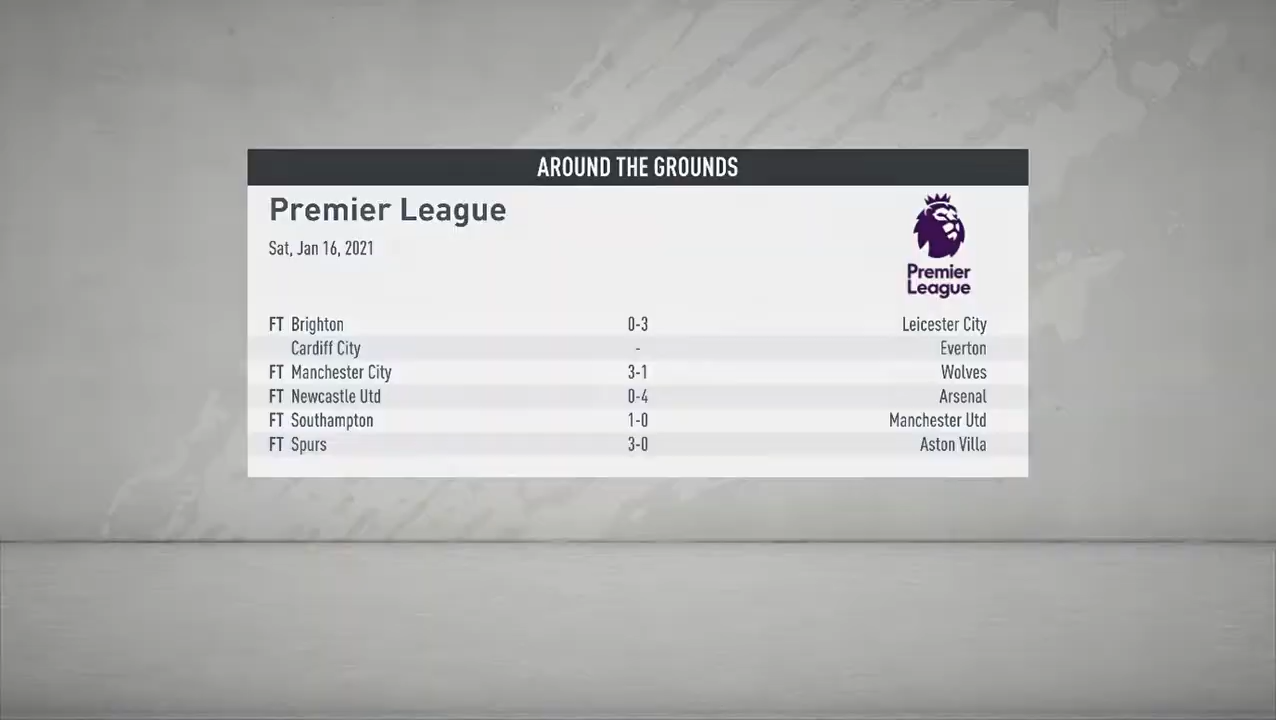 AROUND THE GROUNDS
Premier League
Sat, Jan 16, 2021
Premier
League
FT Brighton 0-3 Leicester City
Cardiff City - Everton
FT Manchester City 3-1 Wolves
FT Newcastle Utd 0-4 Arsenal
FT Southampton 1-0 Manchester Utd
FT Spurs 3-0 Aston Villa